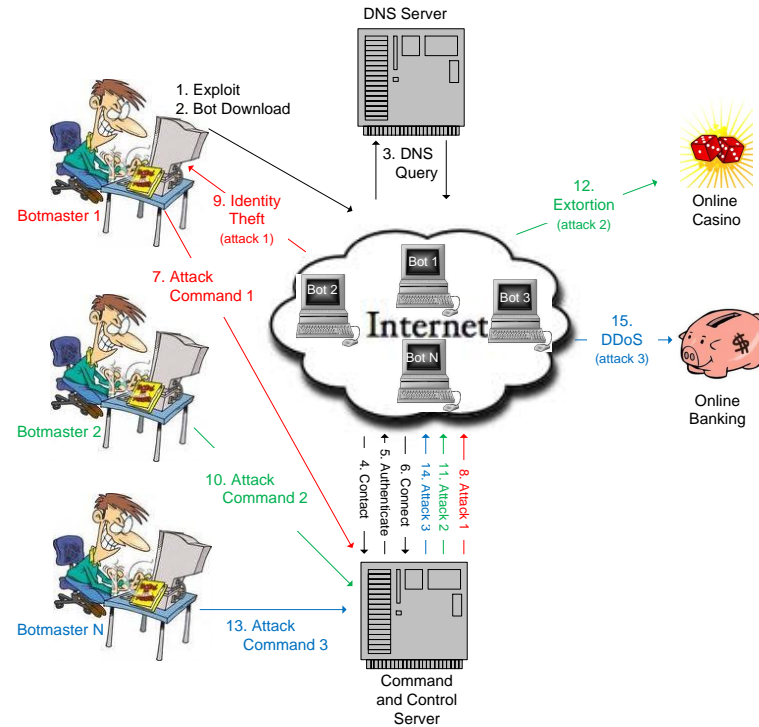 DNS Server
1. Exploit
2. Bot Download
3. DNS
Query
12.
Extortion
(attack 2)
Online
Casino
Botmaster 1
9. Identity
Theft
(attack 1)
7. Attack
Command 1
Bot 1
Bot 2
Bot 3
Internet
Bot N
15.
DDoS
(attack 3)
Online
Banking
Botmaster 2
10. Attack
Command 2
4. Contact
5. Authenticate
6. Connect
14. Attack 3
11. Attack 2
8. Attack 1
Botmaster N
13. Attack
Command 3
Command
and Control
Server